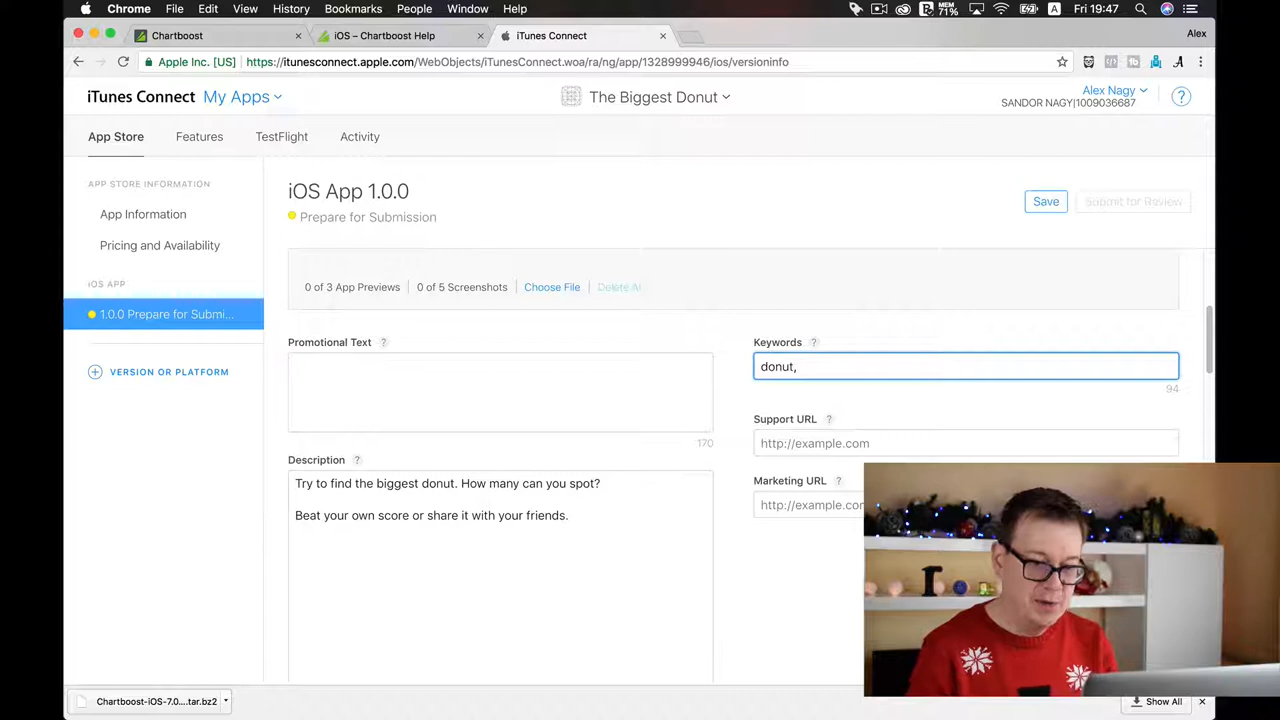 Chrome File Edit View History Bookmarks People Window Help
MEM 71% A Fri 19:47
Chartboost
iOS – Chartboost Help
iTunes Connect
Alex
Apple Inc. [US] https://itunesconnect.apple.com/WebObjects/iTunesConnect.woa/ra/ng/app/1328999946/ios/versioninfo
iTunes Connect My Apps
The Biggest Donut
Alex Nagy
SANDOR NAGY|1009036687
?
App Store Features TestFlight Activity
APP STORE INFORMATION
App Information
Pricing and Availability
iOS APP
1.0.0 Prepare for Submi...
VERSION OR PLATFORM
iOS App 1.0.0
Prepare for Submission
Save
Submit for Review
0 of 3 App Previews 0 of 5 Screenshots Choose File Delete All
Promotional Text ?
170
Keywords ?
donut,
94
Support URL ?
http://example.com
Marketing URL ?
http://example.com
Description ?
Try to find the biggest donut. How many can you spot?
Beat your own score or share it with your friends.
Chartboost-iOS-7.0....tar.bz2
Show All